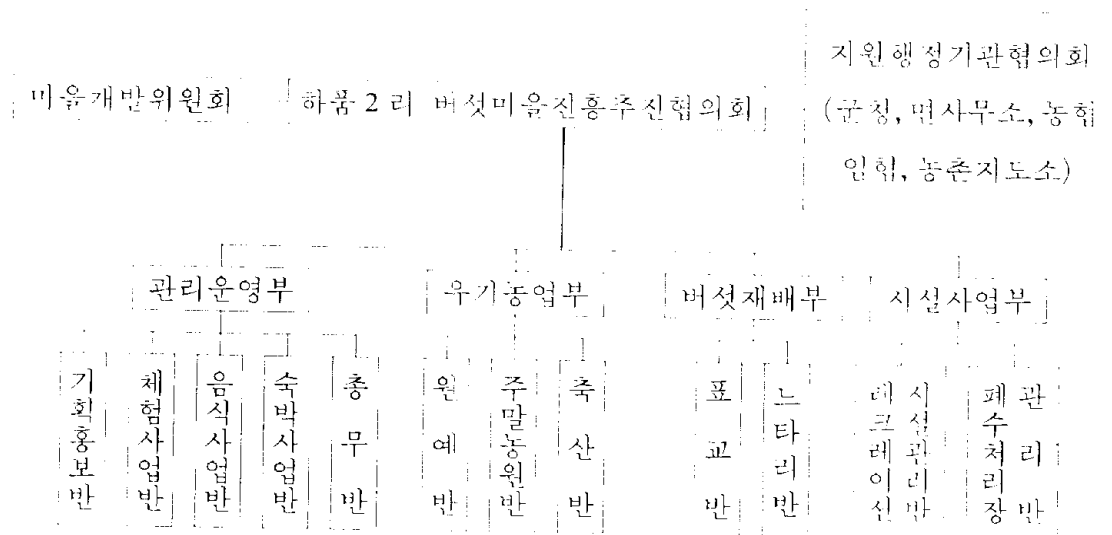 지원행정기관협의회
마을개발위원회 하품2리 버섯마을진흥추진협의회 (군청, 면사무소, 농협
임협, 농촌지도소)
관리운영부 유기농업부 버섯재배부 시설사업부
기획홍보반
체험사업반
음식사업반
숙박사업반
총무반
원예반
주말농원반
축산반
표고반
느타리반
레크레이션
시설관리반
폐수처리장
관리반